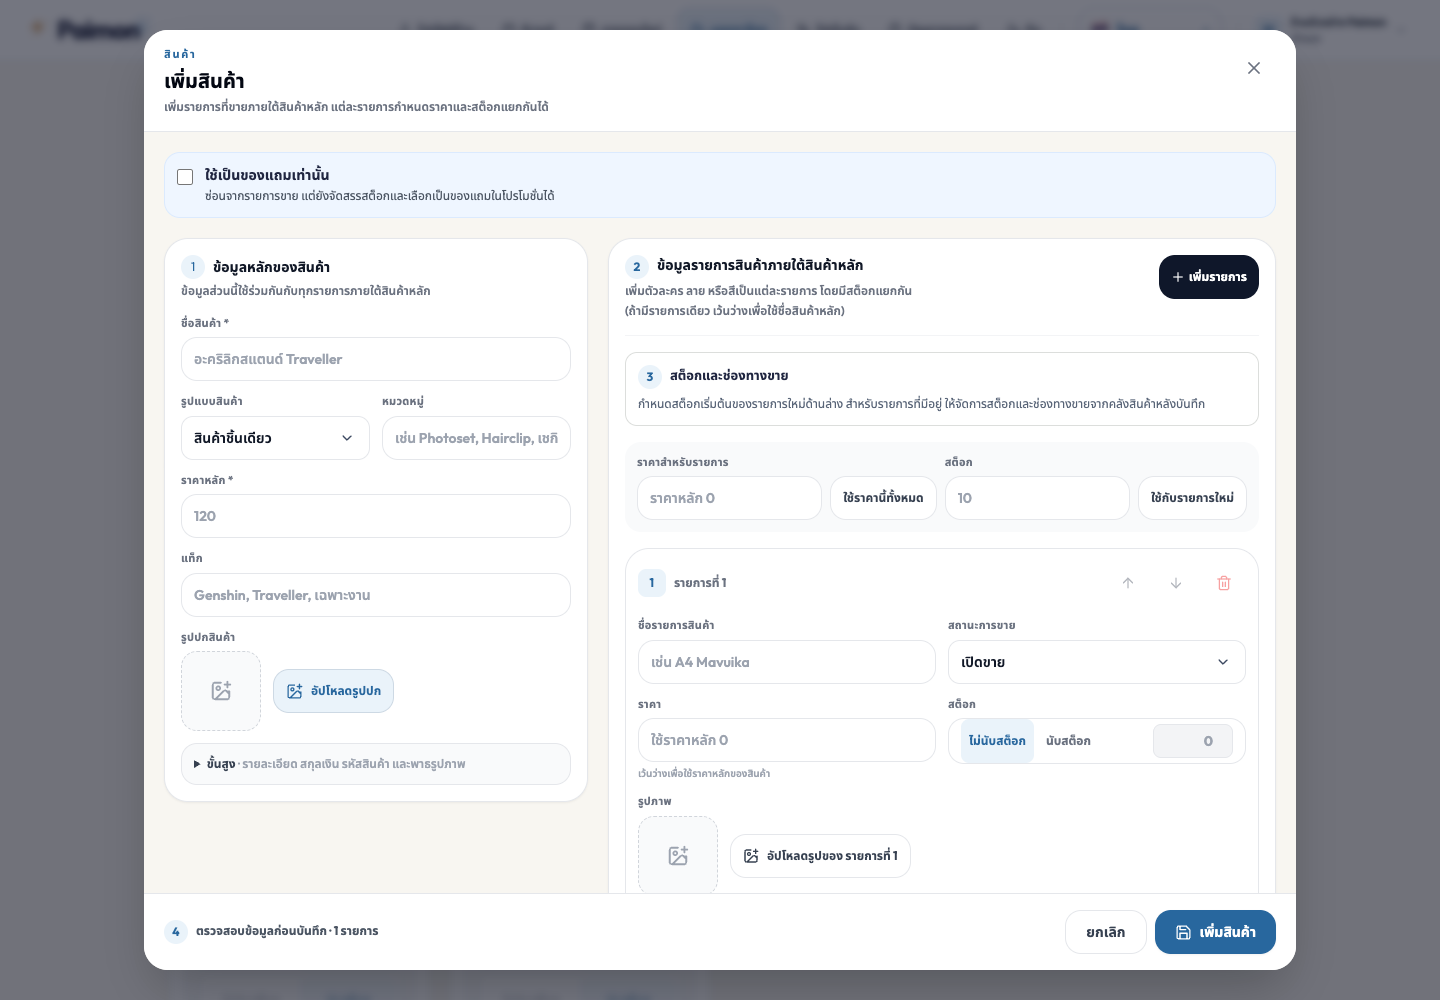 สินค้า
เพิ่มสินค้า
เพิ่มรายการที่ขายภายใต้สินค้าหลัก แต่ละรายการกำหนดราคาและสต็อกแยกกันได้
ใช้เป็นของแถมเท่านั้น
ซ่อนจากรายการขาย แต่ยังจัดสรรสต็อกและเลือกเป็นของแถมในโปรโมชั่นได้
1 ข้อมูลหลักของสินค้า
ข้อมูลส่วนนี้ใช้ร่วมกันกับทุกรายการภายใต้สินค้าหลัก
ชื่อสินค้า *
อะคริลิกสแตนด์ Traveller
รูปแบบสินค้า
หมวดหมู่
สินค้าชิ้นเดียว
เช่น Photoset, Hairclip, เซกิ
ราคาหลัก *
120
แท็ก
Genshin, Traveller, เฉพาะงาน
รูปปกสินค้า
อัปโหลดรูปปก
ขั้นสูง · รายละเอียด สกุลเงิน รหัสสินค้า และพาธรูปภาพ
2 ข้อมูลรายการสินค้าภายใต้สินค้าหลัก
เพิ่มตัวละคร ลาย หรือสีเป็นแต่ละรายการ โดยมีสต็อกแยกกัน
(ถ้ามีรายการเดียว เว้นว่างเพื่อใช้ชื่อสินค้าหลัก)
เพิ่มรายการ
3 สต็อกและช่องทางขาย
กำหนดสต็อกเริ่มต้นของรายการใหม่ด้านล่าง สำหรับรายการที่มีอยู่ ให้จัดการสต็อกและช่องทางขายจากคลังสินค้าหลังบันทึก
ราคาสำหรับรายการ
สต็อก
ราคาหลัก 0
ใช้ราคานี้ทั้งหมด
10
ใช้กับรายการใหม่
1 รายการที่ 1
ชื่อรายการสินค้า
สถานะการขาย
เช่น A4 Mavuika
เปิดขาย
ราคา
สต็อก
ใช้ราคาหลัก 0
ไม่นับสต็อก
นับสต็อก
0
เว้นว่างเพื่อใช้ราคาหลักของสินค้า
รูปภาพ
อัปโหลดรูปของ รายการที่ 1
4 ตรวจสอบข้อมูลก่อนบันทึก · 1 รายการ
ยกเลิก
เพิ่มสินค้า